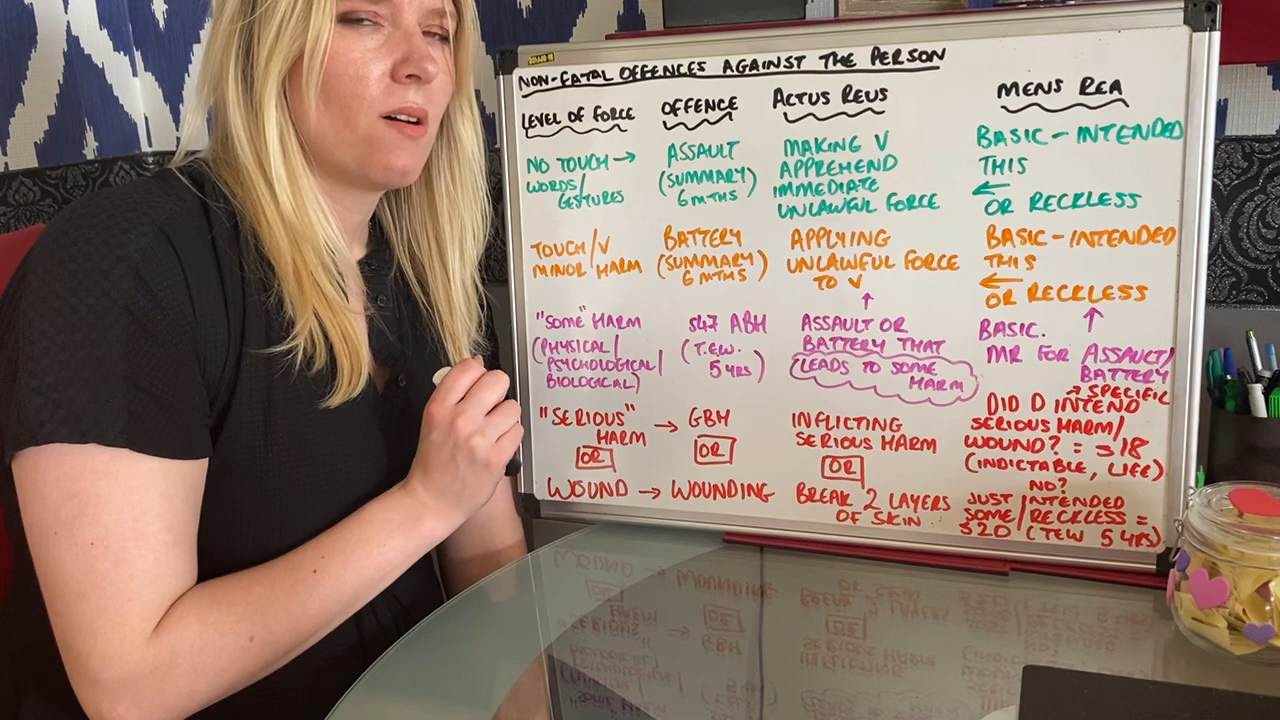 NON-FATAL OFFENCES AGAINST THE PERSON
LEVEL OF FORCE
OFFENCE
ACTUS REUS
MENS REA
NO TOUCH →
WORDS/
GESTURES
ASSAULT
(SUMMARY)
6 MTHS
MAKING V
APPREHEND
IMMEDIATE
UNLAWFUL FORCE
BASIC - INTENDED
THIS
←
OR RECKLESS
TOUCH/V
MINOR HARM
BATTERY
(SUMMARY)
6 MTHS
APPLYING
UNLAWFUL FORCE
TO V
BASIC - INTENDED
THIS
←
OR RECKLESS
"SOME" HARM
(PHYSICAL/
PSYCHOLOGICAL/
BIOLOGICAL)
S47 ABH
(T.E.W.
5 YRS)
↑
ASSAULT OR
BATTERY THAT
LEADS TO SOME
HARM
BASIC. ↑
MR FOR ASSAULT/
BATTERY
"SERIOUS"
HARM
OR
WOUND
→ GBH
OR
→ WOUNDING
INFLICTING
SERIOUS HARM
OR
BREAK 2 LAYERS
OF SKIN
↗ SPECIFIC
DID D INTEND
SERIOUS HARM/
WOUND? = S18
(INDICTABLE, LIFE)
NO?
JUST INTENDED
SOME/RECKLESS =
S20 (TEW 5 YRS)